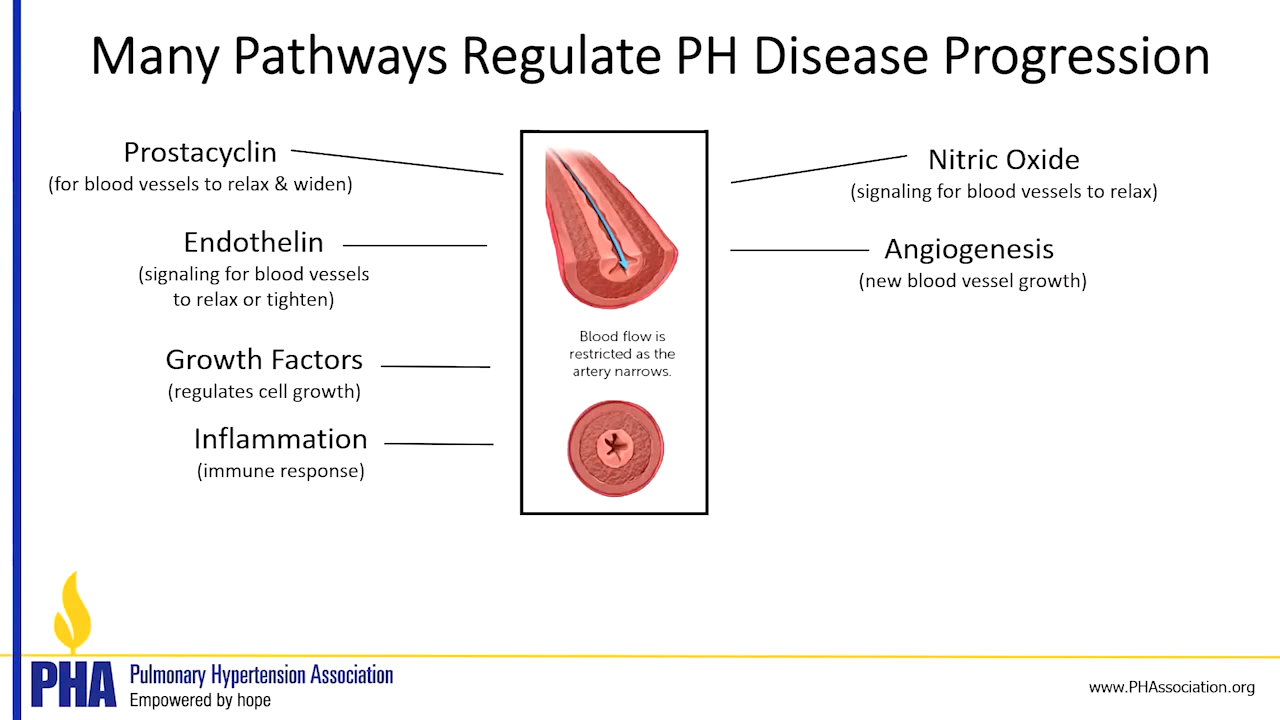 Many Pathways Regulate PH Disease Progression
Prostacyclin
(for blood vessels to relax & widen)
Endothelin
(signaling for blood vessels
to relax or tighten)
Growth Factors
(regulates cell growth)
Inflammation
(immune response)
Blood flow is
restricted as the
artery narrows.
Nitric Oxide
(signaling for blood vessels to relax)
Angiogenesis
(new blood vessel growth)
PHA
Pulmonary Hypertension Association
Empowered by hope
www.PHAssociation.org